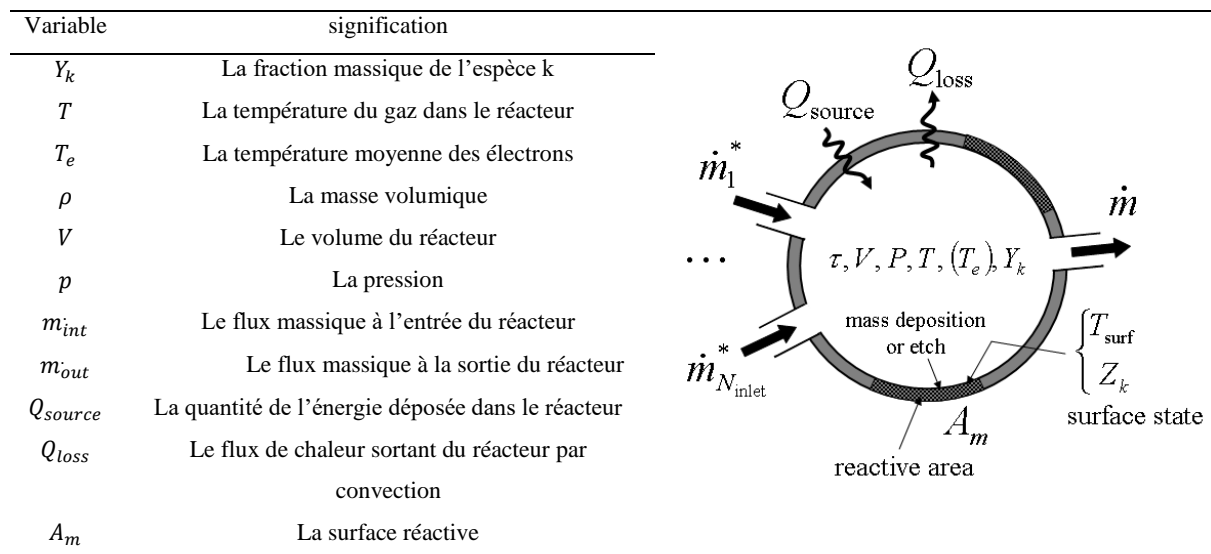 Variable signification
Y_k La fraction massique de l’espèce k
T La température du gaz dans le réacteur
T_e La température moyenne des électrons
ρ La masse volumique
V Le volume du réacteur
p La pression
ṁ_int Le flux massique à l’entrée du réacteur
ṁ_out Le flux massique à la sortie du réacteur
Q_source La quantité de l’énergie déposée dans le réacteur
Q_loss Le flux de chaleur sortant du réacteur par
convection
A_m La surface réactive
Q_source
Q_loss
ṁ_1^*
ṁ
...
τ, V, P, T, (T_e), Y_k
mass deposition
or etch
ṁ^*_{N_inlet}
T_surf
Z_k
surface state
A_m
reactive area